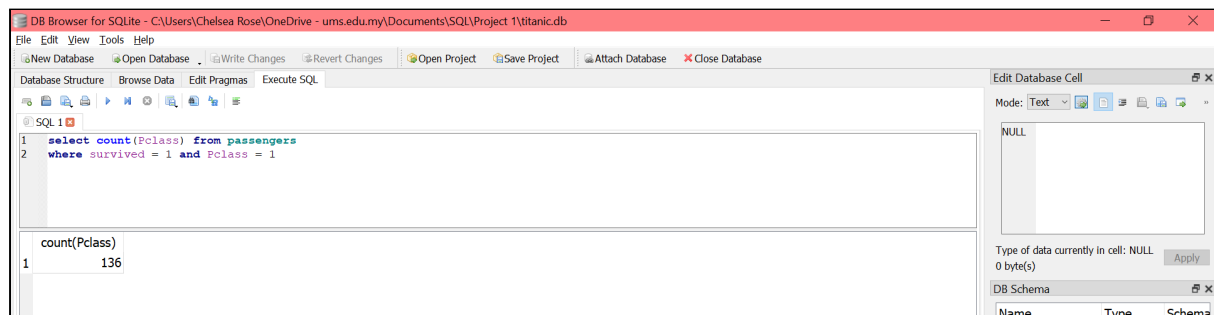 DB Browser for SQLite - C:\Users\Chelsea Rose\OneDrive - ums.edu.my\Documents\SQL\Project 1\titanic.db
File Edit View Tools Help
New Database Open Database Write Changes Revert Changes Open Project Save Project Attach Database Close Database
Database Structure Browse Data Edit Pragmas Execute SQL
SQL 1
1 select count(Pclass) from passengers
2 where survived = 1 and Pclass = 1
count(Pclass)
1 136
Edit Database Cell
Mode: Text
NULL
Type of data currently in cell: NULL
0 byte(s)
Apply
DB Schema
Name Type Schema